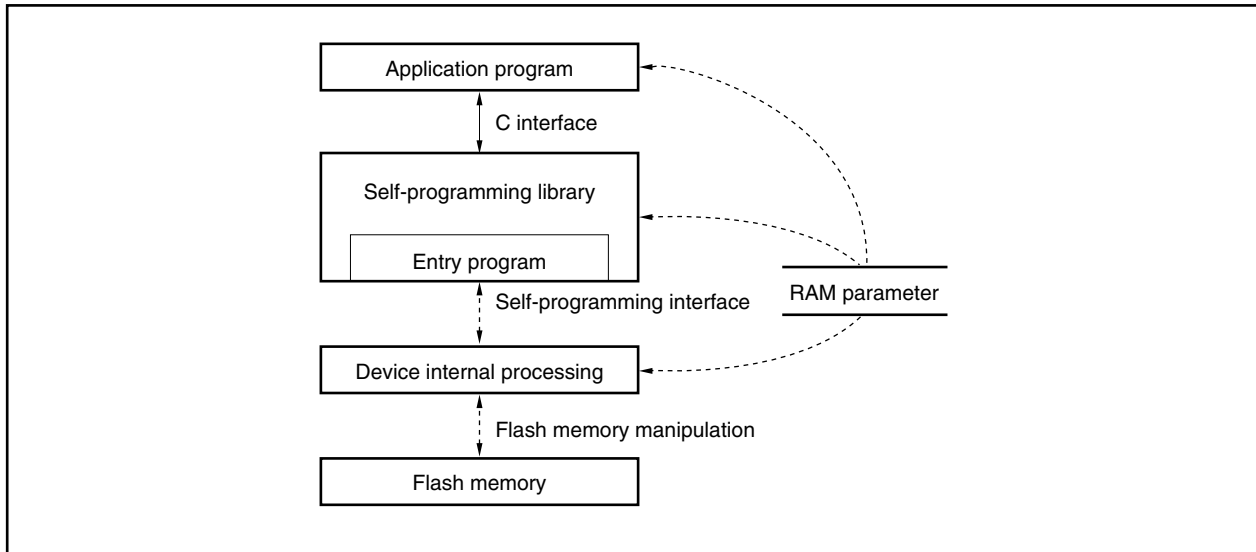 Application program
C interface
Self-programming library
Entry program
RAM parameter
Self-programming interface
Device internal processing
Flash memory manipulation
Flash memory